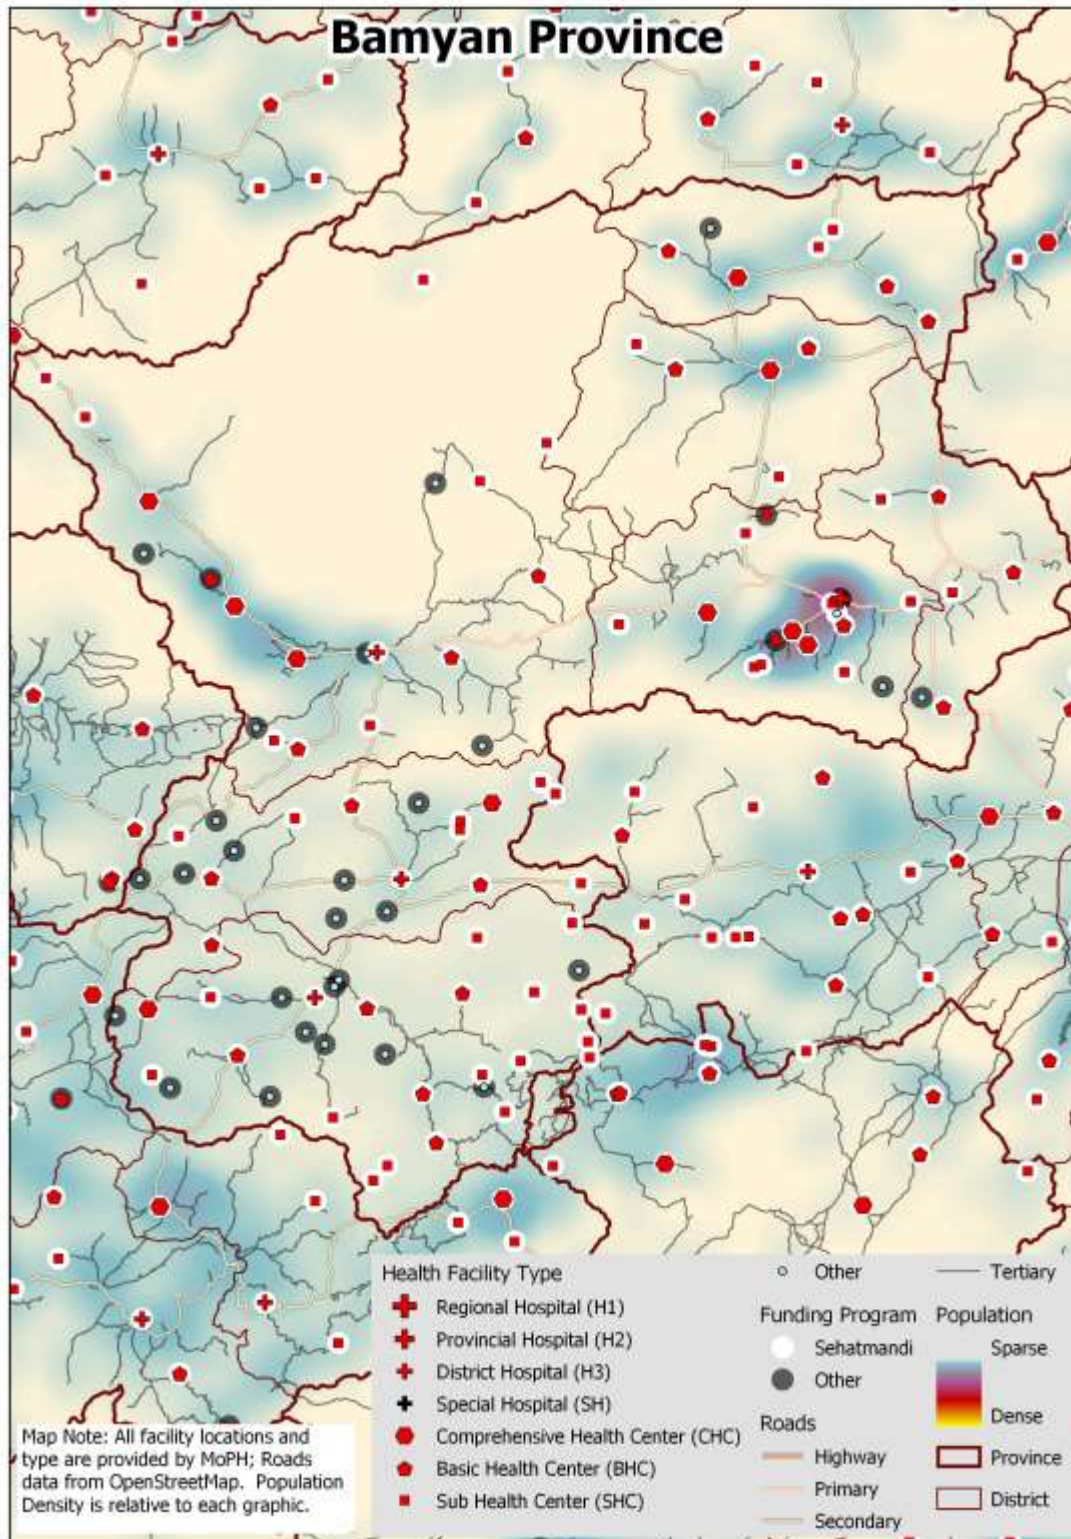 Bamyan Province
Health Facility Type
Regional Hospital (H1)
Provincial Hospital (H2)
District Hospital (H3)
Special Hospital (SH)
Comprehensive Health Center (CHC)
Basic Health Center (BHC)
Sub Health Center (SHC)
Other
Funding Program
Sehatmandi
Other
Roads
Highway
Primary
Secondary
Tertiary
Population
Sparse
Dense
Province
District
Map Note: All facility locations and
type are provided by MoPH; Roads
data from OpenStreetMap. Population
Density is relative to each graphic.